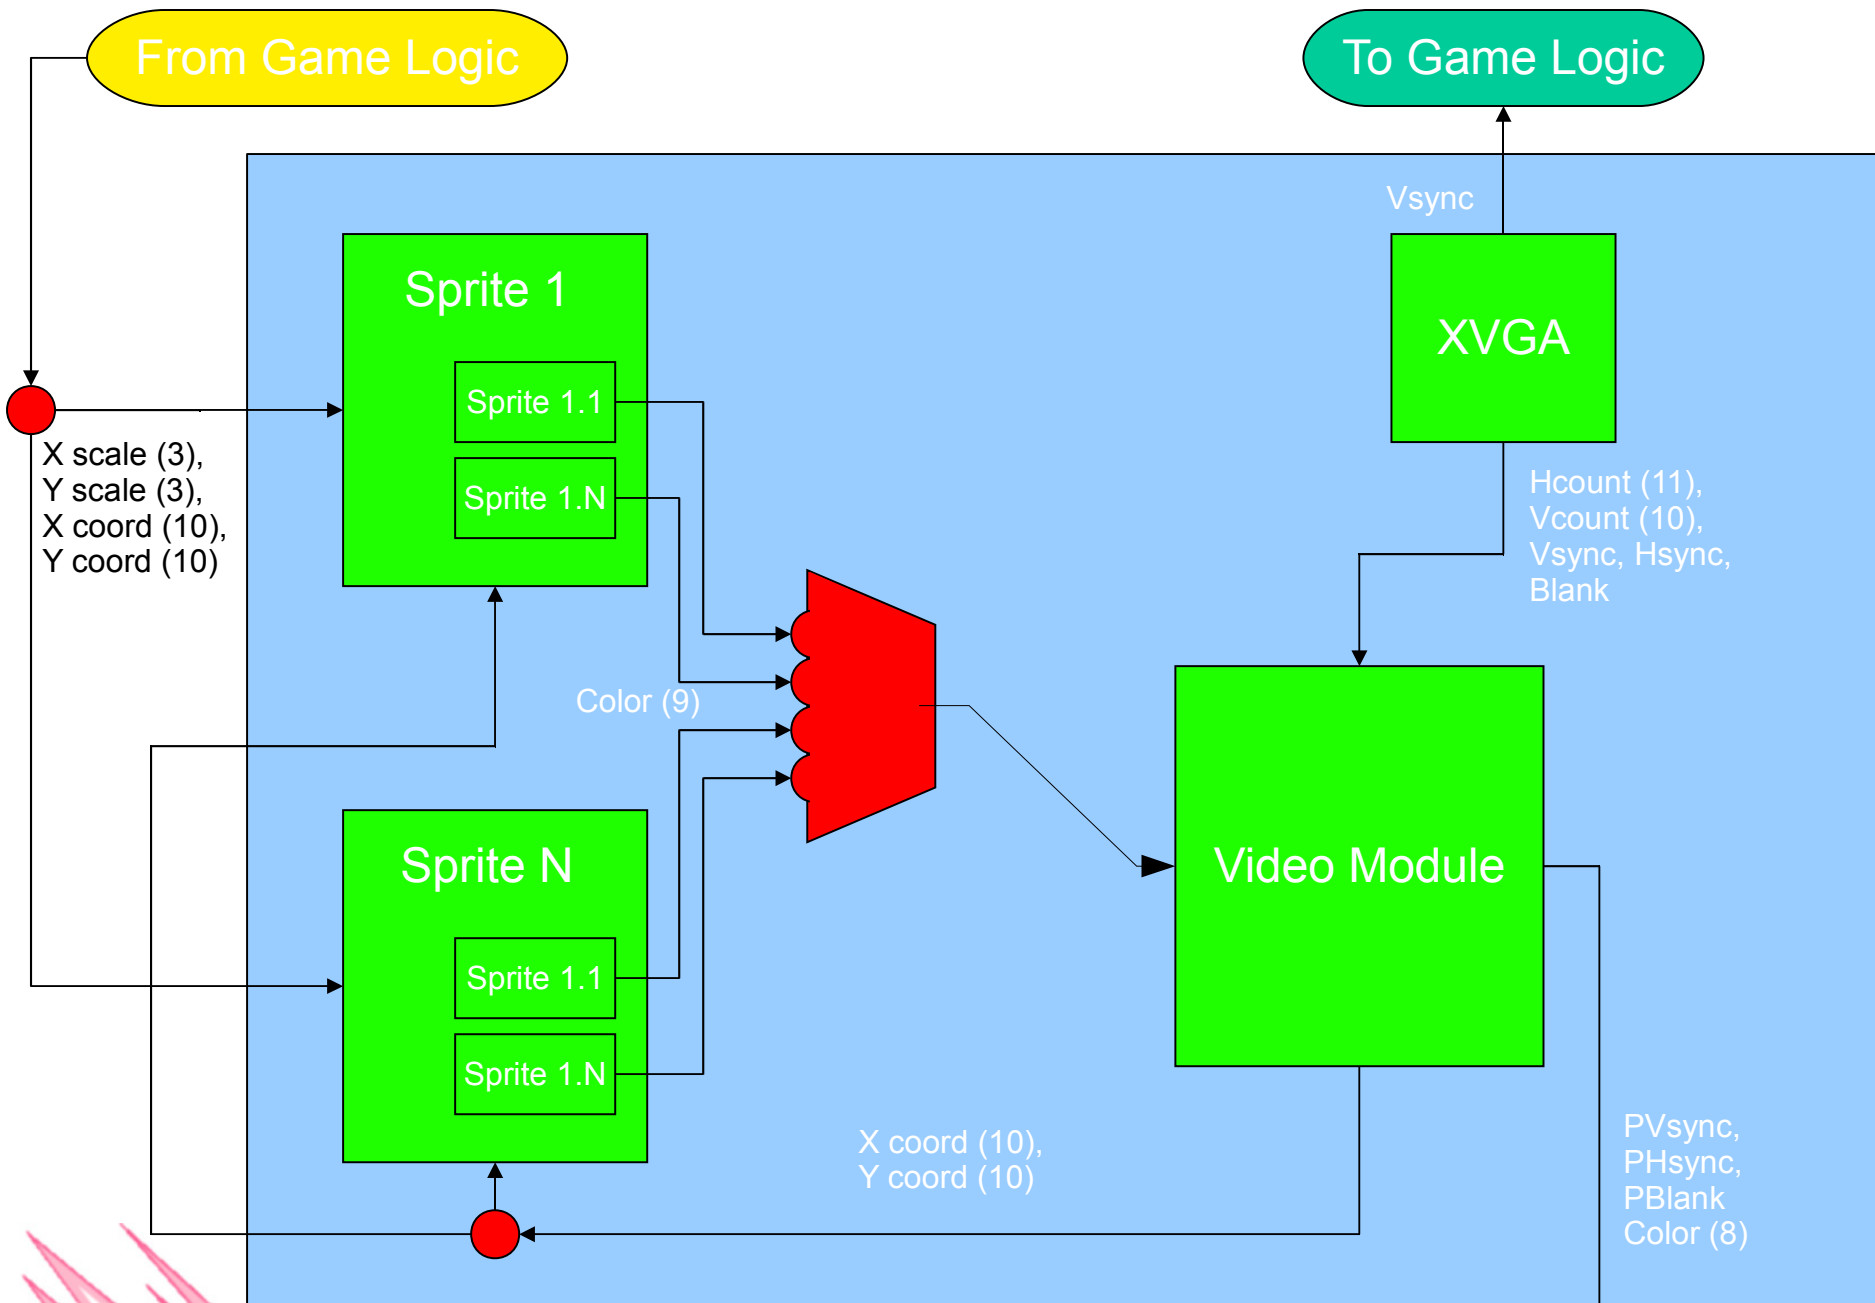 From Game Logic
To Game Logic
Vsync
Sprite 1
XVGA
Sprite 1.1
Sprite 1.N
X scale (3),
Y scale (3),
X coord (10),
Y coord (10)
Hcount (11),
Vcount (10),
Vsync, Hsync,
Blank
Color (9)
Sprite N
Video Module
Sprite 1.1
Sprite 1.N
X coord (10),
Y coord (10)
PVsync,
PHsync,
PBlank
Color (8)